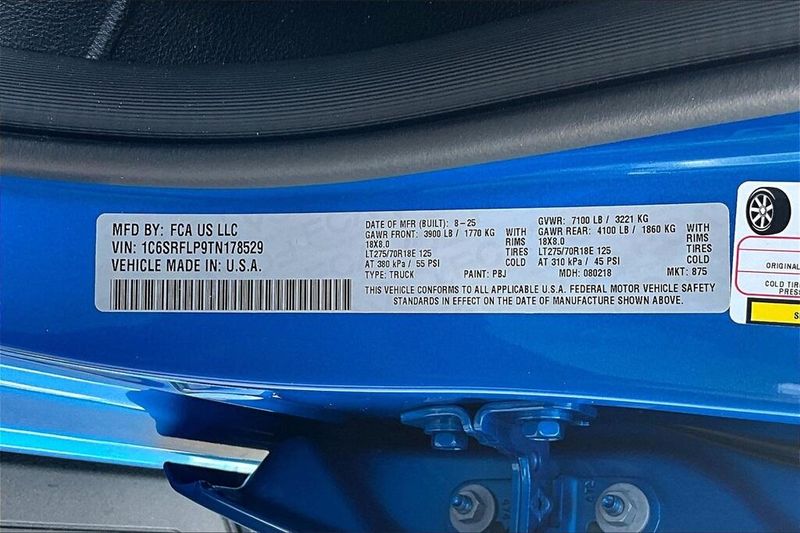 MFD BY: FCA US LLC
VIN: 1C6SRFLP9TN178529
VEHICLE MADE IN: U.S.A.
DATE OF MFR (BUILT): 8-25 GVWR: 7100 LB / 3221 KG
GAWR FRONT: 3900 LB / 1770 KG WITH GAWR REAR: 4100 LB / 1860 KG WITH
18X8.0 RIMS 18X8.0 RIMS
LT275/70R18E 125 TIRES LT275/70R18E 125 TIRES
AT 380 kPa / 55 PSI COLD AT 310 kPa / 45 PSI COLD
TYPE: TRUCK PAINT: PBJ MDH: 080218 MKT: 875
THIS VEHICLE CONFORMS TO ALL APPLICABLE U.S.A. FEDERAL MOTOR VEHICLE SAFETY
STANDARDS IN EFFECT ON THE DATE OF MANUFACTURE SHOWN ABOVE.
ORIGINAL
COLD TIRE
PRES